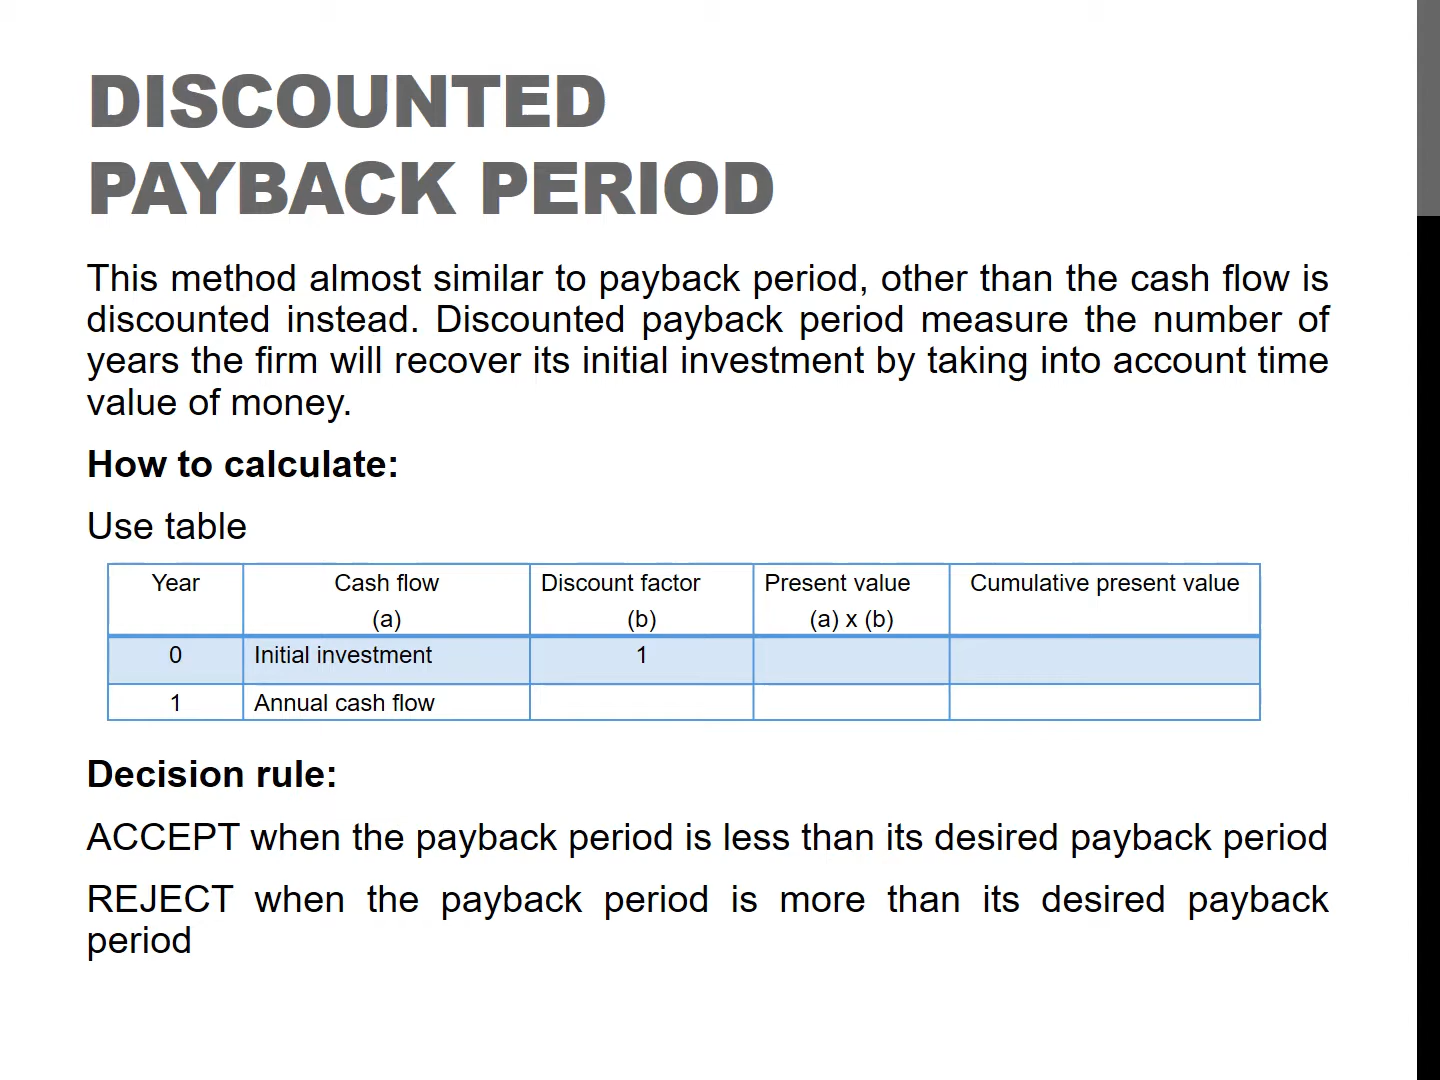 DISCOUNTED
PAYBACK PERIOD
This method almost similar to payback period, other than the cash flow is
discounted instead. Discounted payback period measure the number of
years the firm will recover its initial investment by taking into account time
value of money.
How to calculate:
Use table
Year Cash flow Discount factor Present value Cumulative present value
(a) (b) (a) x (b)
0 Initial investment 1
1 Annual cash flow
Decision rule:
ACCEPT when the payback period is less than its desired payback period
REJECT when the payback period is more than its desired payback
period